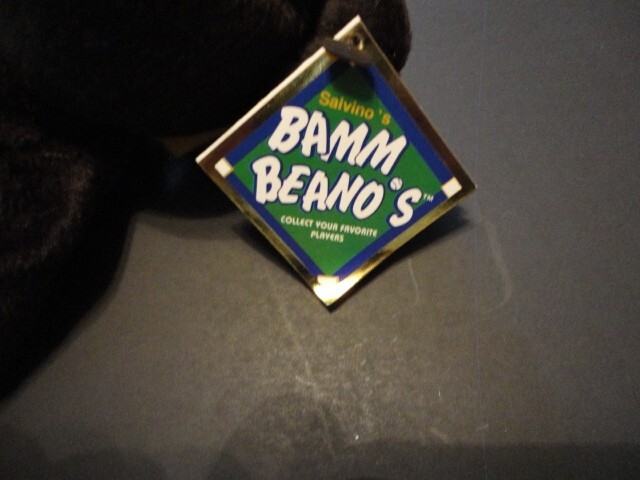 Salvino's
BAMM
BEANO'S™
COLLECT YOUR FAVORITE
PLAYERS